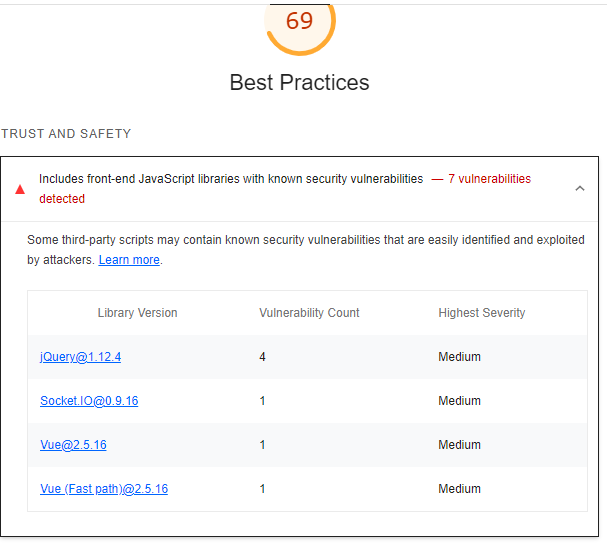 69
Best Practices
TRUST AND SAFETY
Includes front-end JavaScript libraries with known security vulnerabilities — 7 vulnerabilities
detected
Some third-party scripts may contain known security vulnerabilities that are easily identified and exploited
by attackers. Learn more.
Library Version Vulnerability Count Highest Severity
jQuery@1.12.4 4 Medium
Socket.IO@0.9.16 1 Medium
Vue@2.5.16 1 Medium
Vue (Fast path)@2.5.16 1 Medium